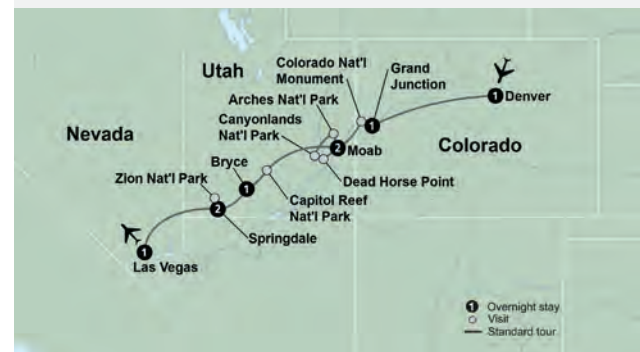 Utah
Colorado Nat'l
Monument
Grand
Junction
1 Denver
Arches Nat'l Park
Canyonlands
Nat'l Park
1
Nevada
2 Moab
Colorado
Bryce
Zion Nat'l Park
1
Dead Horse Point
Capitol Reef
Nat'l Park
2
Springdale
1
Las Vegas
1 Overnight stay
Visit
Standard tour